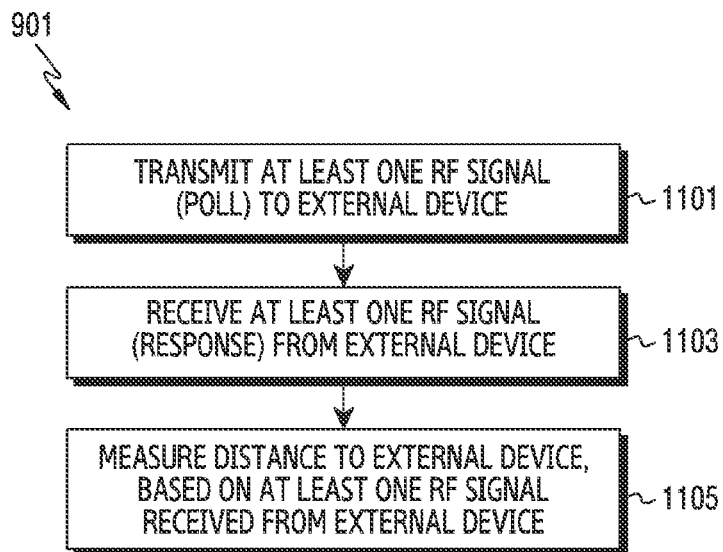 901
TRANSMIT AT LEAST ONE RF SIGNAL
(POLL) TO EXTERNAL DEVICE
1101
RECEIVE AT LEAST ONE RF SIGNAL
(RESPONSE) FROM EXTERNAL DEVICE
1103
MEASURE DISTANCE TO EXTERNAL DEVICE,
BASED ON AT LEAST ONE RF SIGNAL
RECEIVED FROM EXTERNAL DEVICE
1105